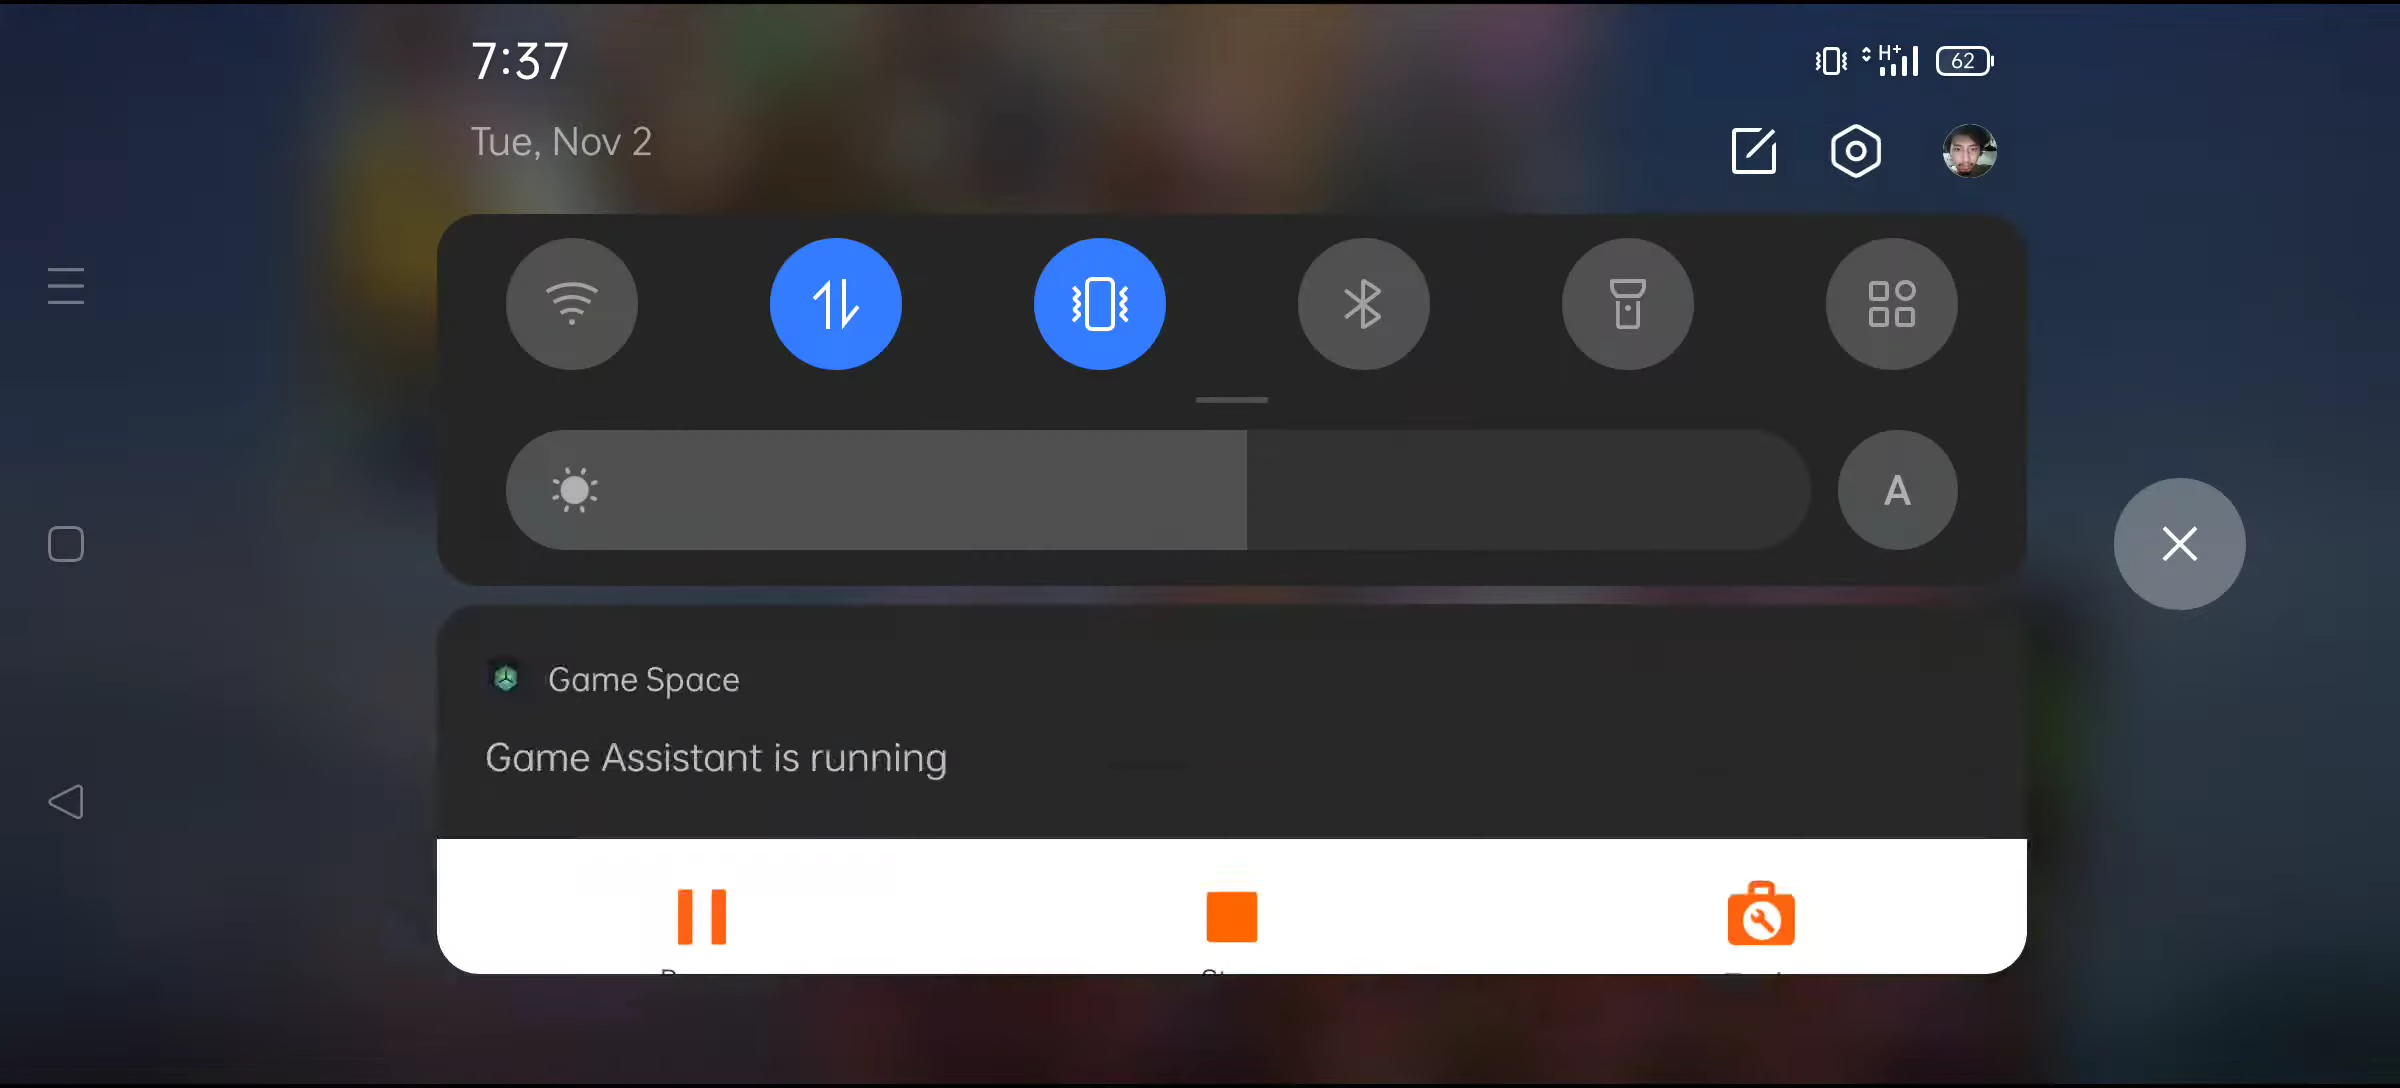 7:37
H+
62
Tue, Nov 2
A
Game Space
Game Assistant is running